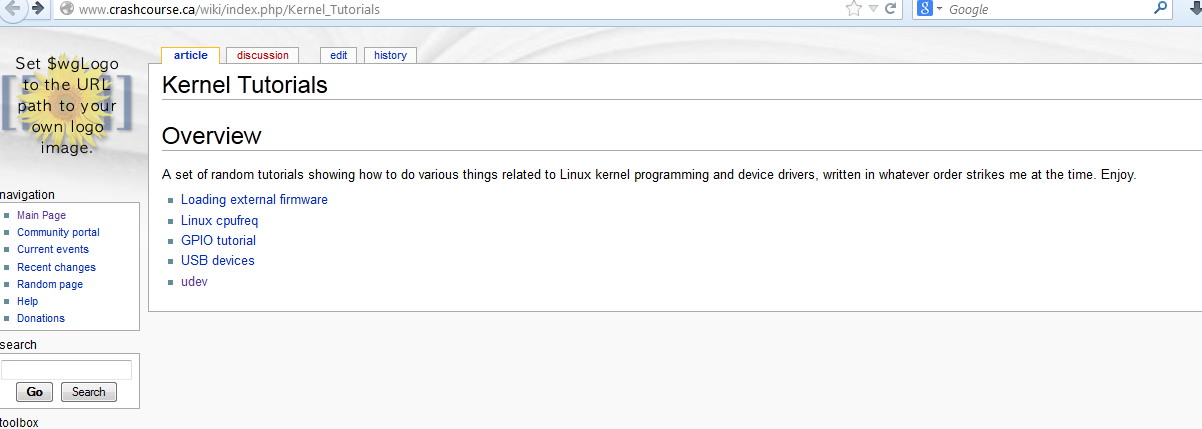 www.crashcourse.ca/wiki/index.php/Kernel_Tutorials
Google
article
discussion
edit
history
Set $wgLogo
to the URL
path to your
own logo
image.
Kernel Tutorials
Overview
A set of random tutorials showing how to do various things related to Linux kernel programming and device drivers, written in whatever order strikes me at the time. Enjoy.
Loading external firmware
Linux cpufreq
GPIO tutorial
USB devices
udev
navigation
Main Page
Community portal
Current events
Recent changes
Random page
Help
Donations
search
Go
Search
toolbox